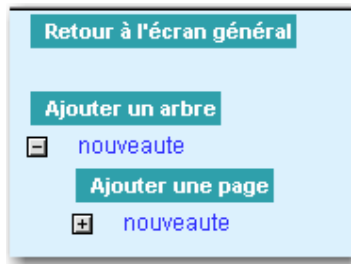 Retour à l'écran général
Ajouter un arbre
nouveaute
Ajouter une page
nouveaute